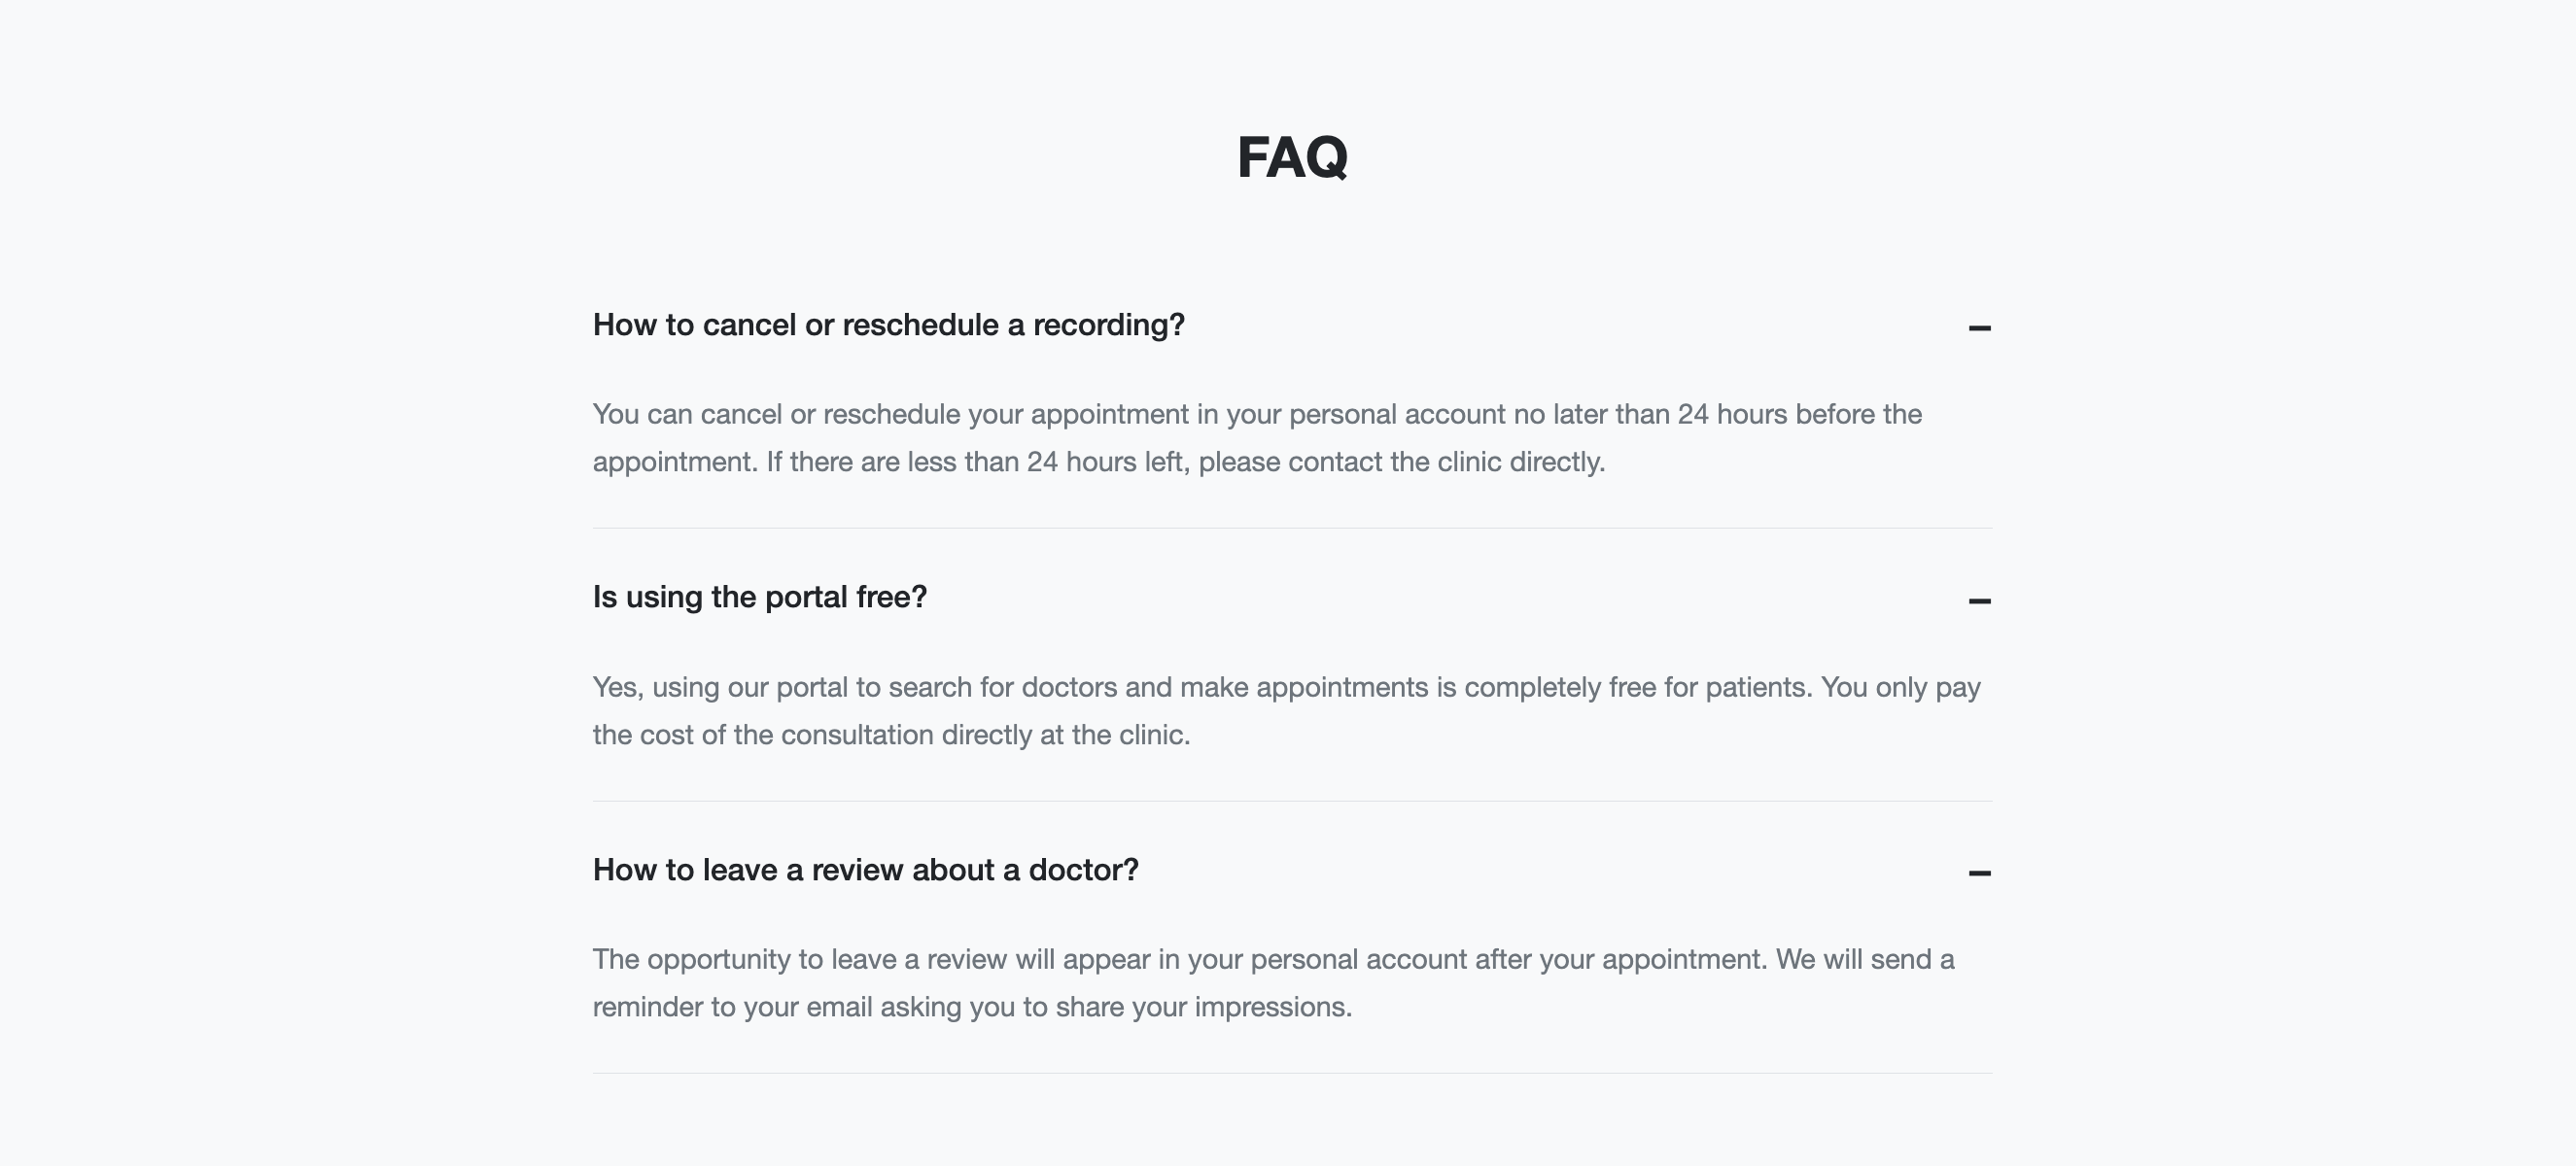 FAQ
How to cancel or reschedule a recording?
You can cancel or reschedule your appointment in your personal account no later than 24 hours before the
appointment. If there are less than 24 hours left, please contact the clinic directly.
Is using the portal free?
Yes, using our portal to search for doctors and make appointments is completely free for patients. You only pay
the cost of the consultation directly at the clinic.
How to leave a review about a doctor?
The opportunity to leave a review will appear in your personal account after your appointment. We will send a
reminder to your email asking you to share your impressions.